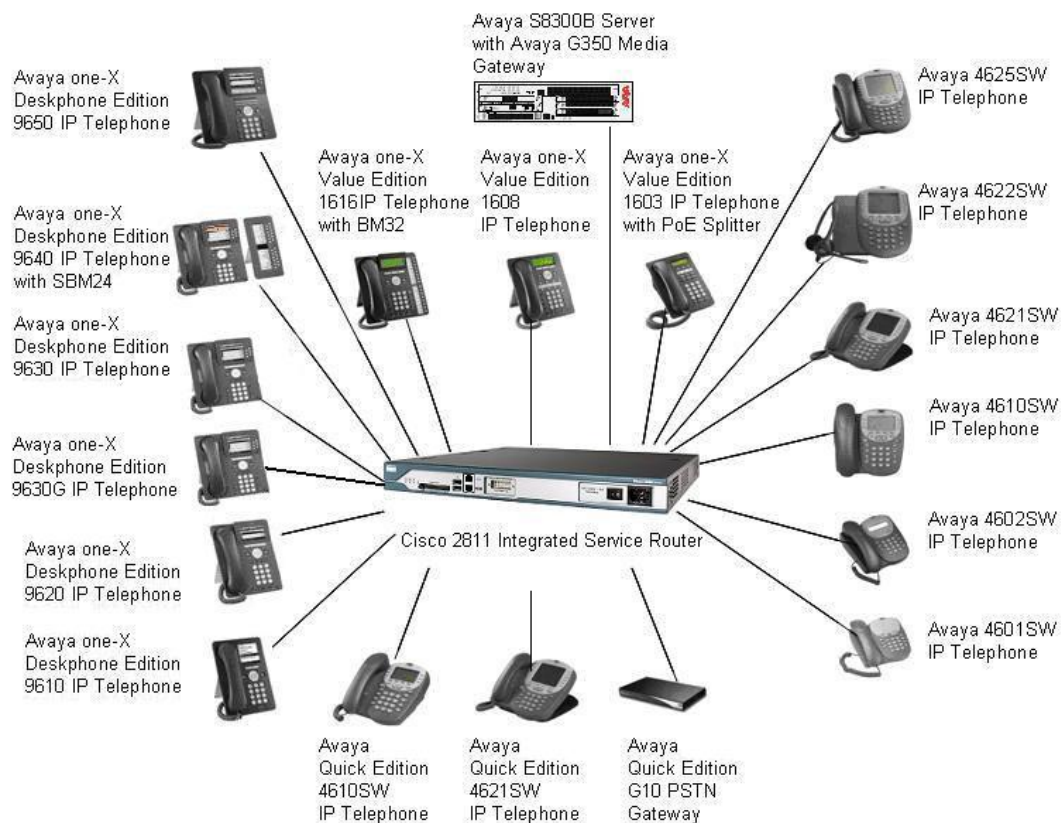 Avaya S8300B Server
with Avaya G350 Media
Gateway
AVAYA
Avaya one-X
Deskphone Edition
9650 IP Telephone
Avaya 4625SW
IP Telephone
Avaya one-X
Value Edition
1616IP Telephone
with BM32
Avaya one-X
Value Edition
1608
IP Telephone
Avaya one-X
Value Edition
1603 IP Telephone
with PoE Splitter
Avaya 4622SW
IP Telephone
Avaya one-X
Deskphone Edition
9640 IP Telephone
with SBM24
Avaya one-X
Deskphone Edition
9630 IP Telephone
Avaya 4621SW
IP Telephone
Avaya 4610SW
IP Telephone
Avaya one-X
Deskphone Edition
9630G IP Telephone
Cisco 2811 Integrated Service Router
Avaya 4602SW
IP Telephone
Avaya one-X
Deskphone Edition
9620 IP Telephone
Avaya 4601SW
IP Telephone
Avaya one-X
Deskphone Edition
9610 IP Telephone
Avaya
Quick Edition
4610SW
IP Telephone
Avaya
Quick Edition
4621SW
IP Telephone
Avaya
Quick Edition
G10 PSTN
Gateway